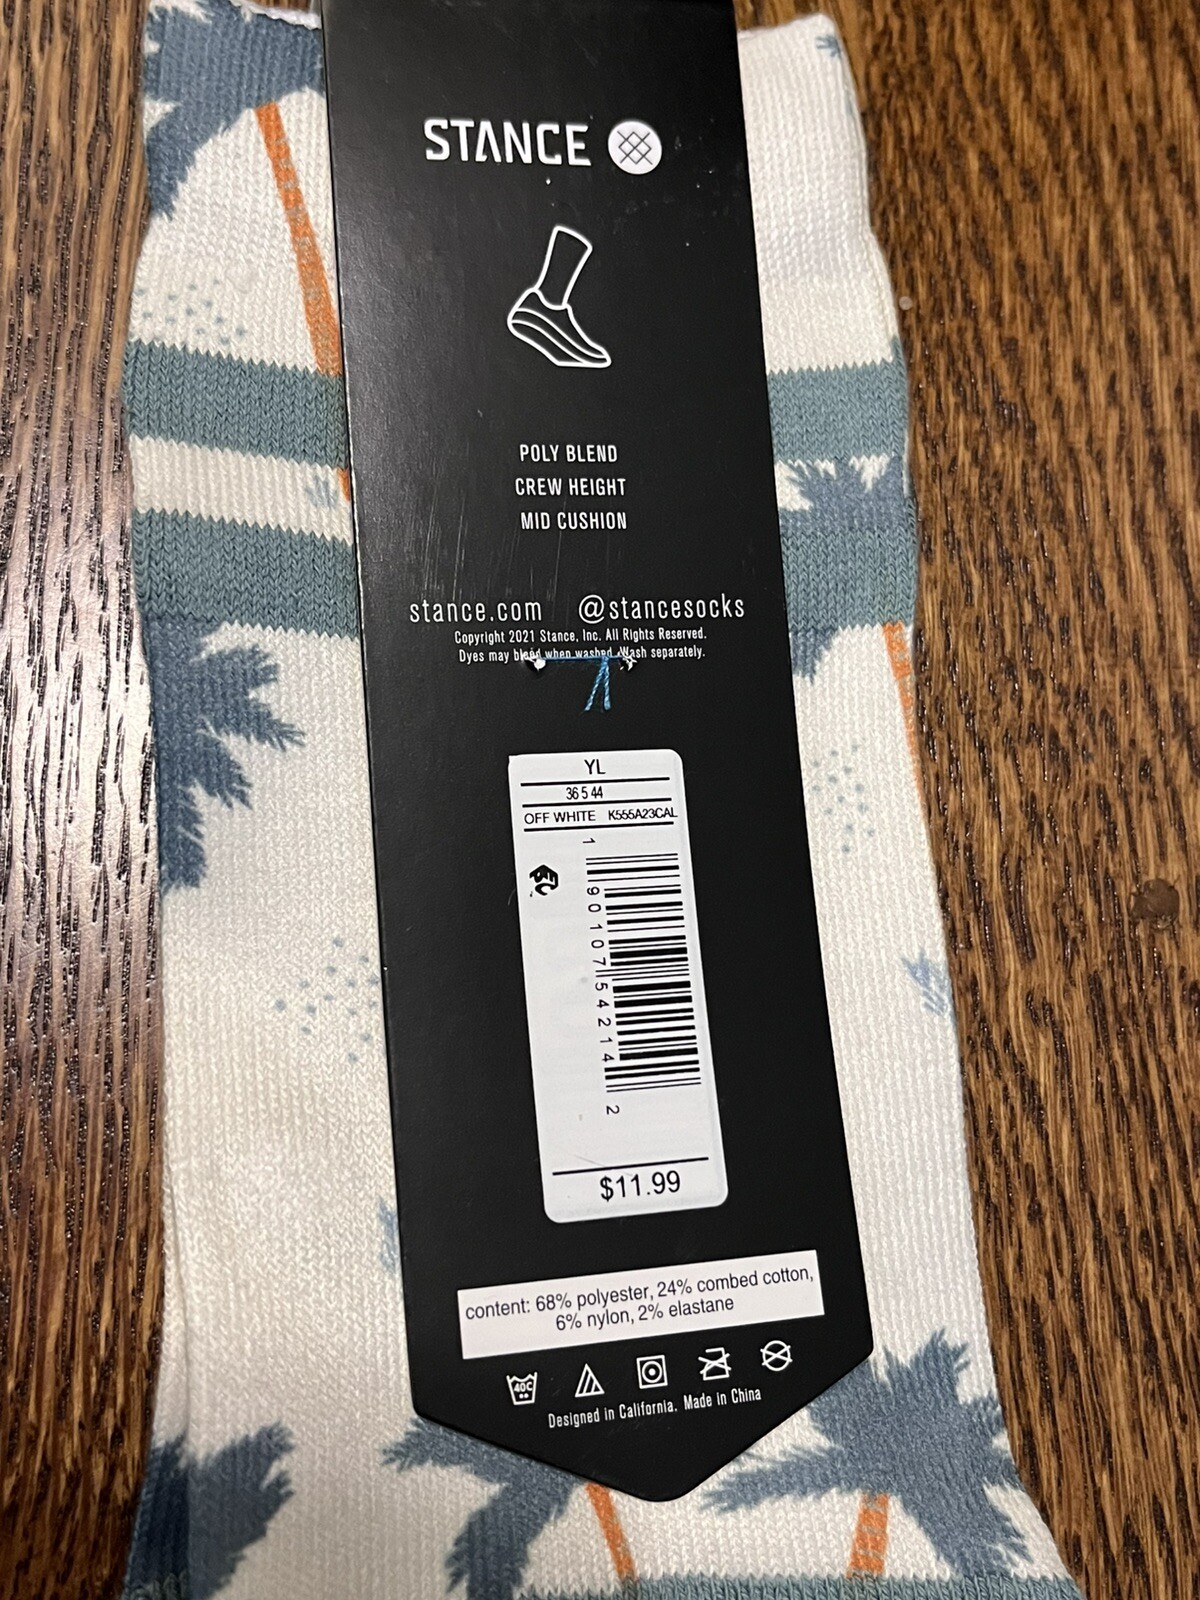 STANCE
POLY BLEND
CREW HEIGHT
MID CUSHION
stance.com @stancesocks
Copyright 2021 Stance, Inc. All Rights Reserved.
Dyes may bleed when washed. Wash separately.
YL
36 5 44
OFF WHITE K555A23CAL
1 90107 54214 2
$11.99
content: 68% polyester, 24% combed cotton,
6% nylon, 2% elastane
40C
Designed in California. Made in China